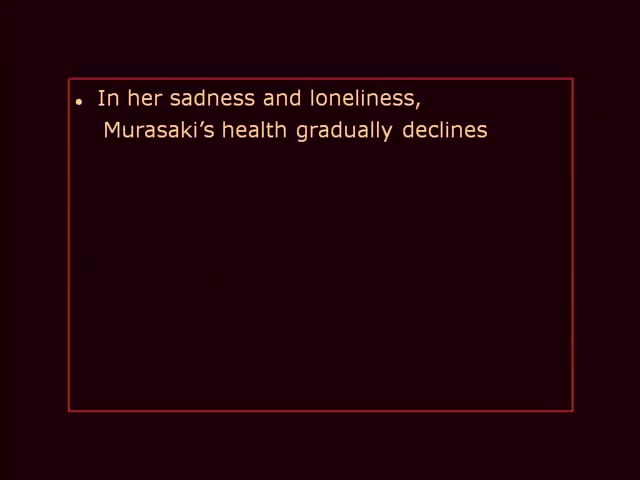 • In her sadness and loneliness,
Murasaki’s health gradually declines